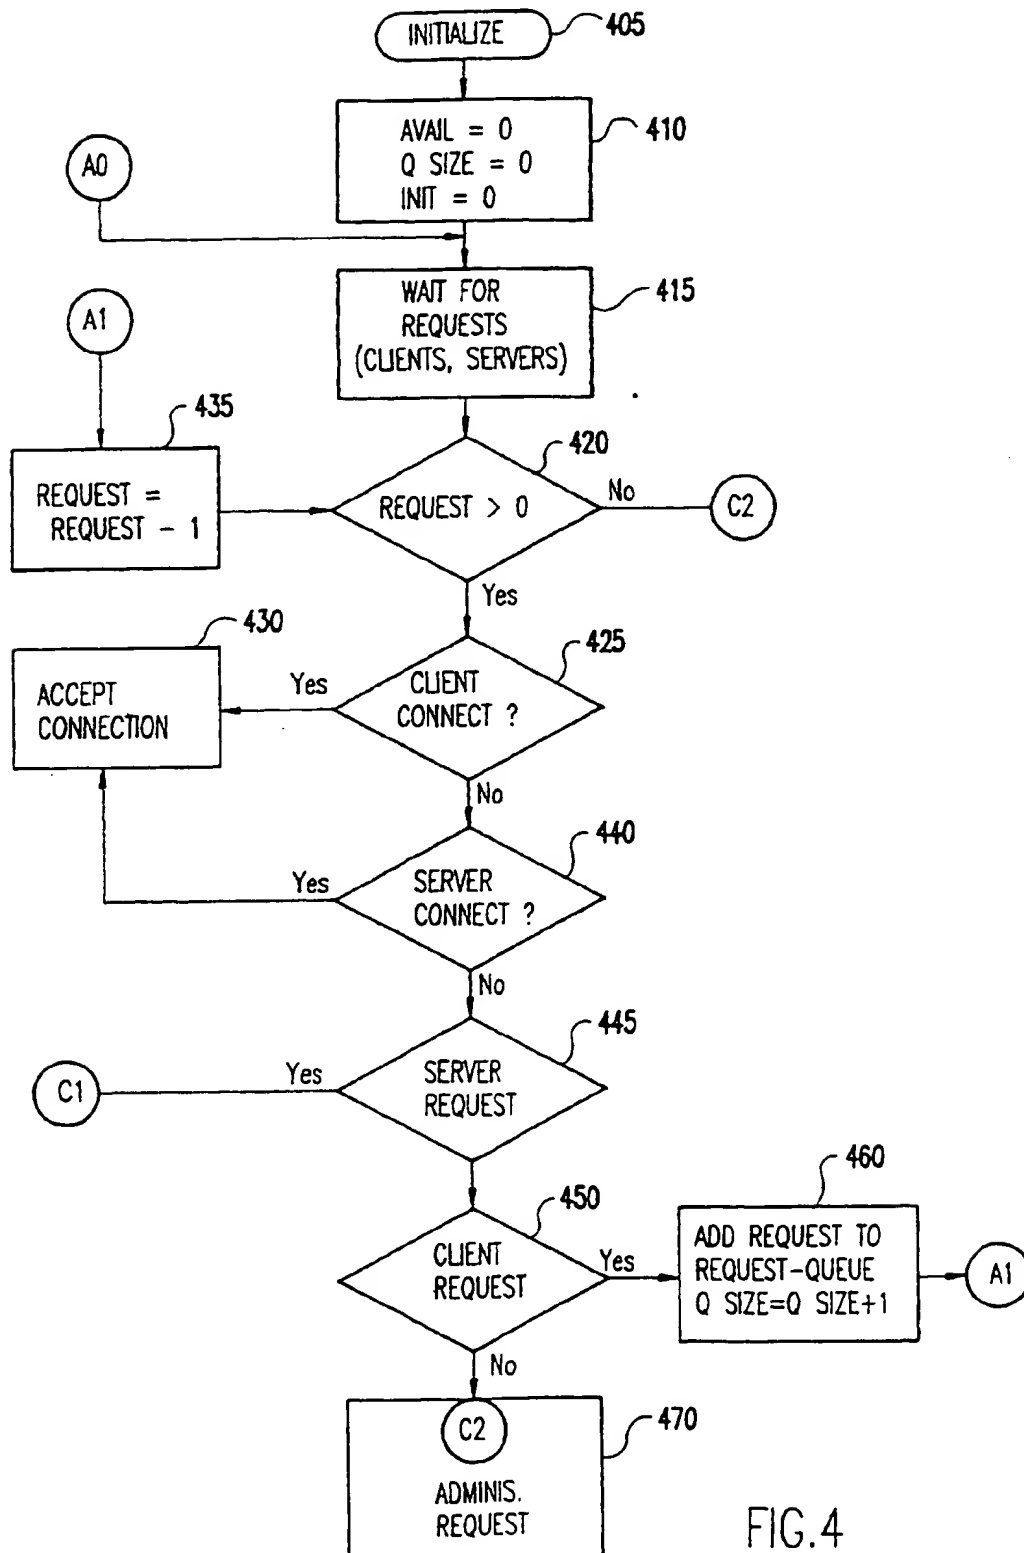 INITIALIZE
405
AVAIL = 0
Q SIZE = 0
INIT = 0
410
A0
WAIT FOR
REQUESTS
(CLIENTS, SERVERS)
415
A1
435
REQUEST =
REQUEST - 1
420
REQUEST > 0
No
C2
Yes
430
ACCEPT
CONNECTION
425
Yes
CLIENT
CONNECT ?
No
440
Yes
SERVER
CONNECT ?
No
445
C1
Yes
SERVER
REQUEST
450
CLIENT
REQUEST
Yes
460
ADD REQUEST TO
REQUEST-QUEUE
Q SIZE=Q SIZE+1
A1
No
C2
470
ADMINIS.
REQUEST
FIG.4